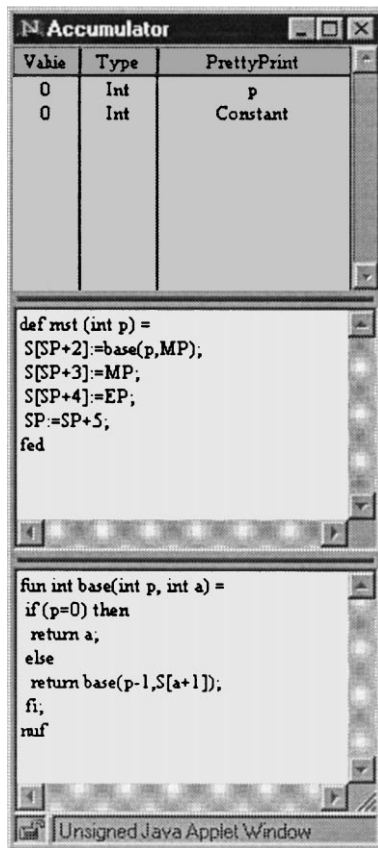 Accumulator
Value Type PrettyPrint
0 Int p
0 Int Constant
def mst (int p) =
S[SP+2]:=base(p,MP);
S[SP+3]:=MP;
S[SP+4]:=EP;
SP:=SP+5;
fed
fun int base(int p, int a) =
if (p=0) then
return a;
else
return base(p-1,S[a+1]);
fi;
nuf
Unsigned Java Applet Window